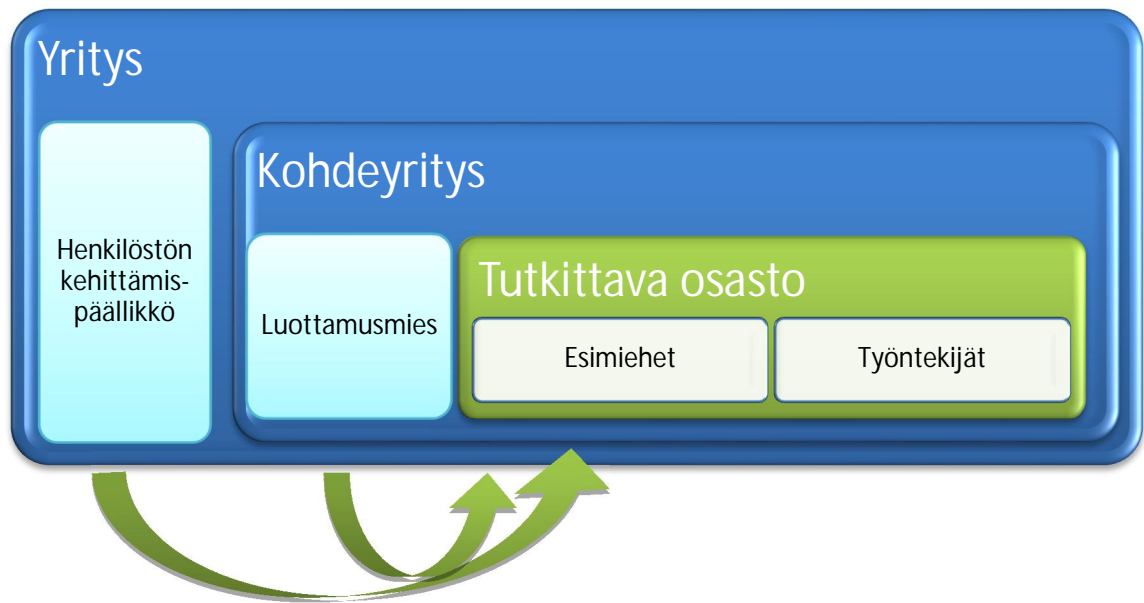 Yritys
Henkilöstön
kehittämis-
päällikkö
Kohdeyritys
Luottamusmies
Tutkittava osasto
Esimiehet
Työntekijät